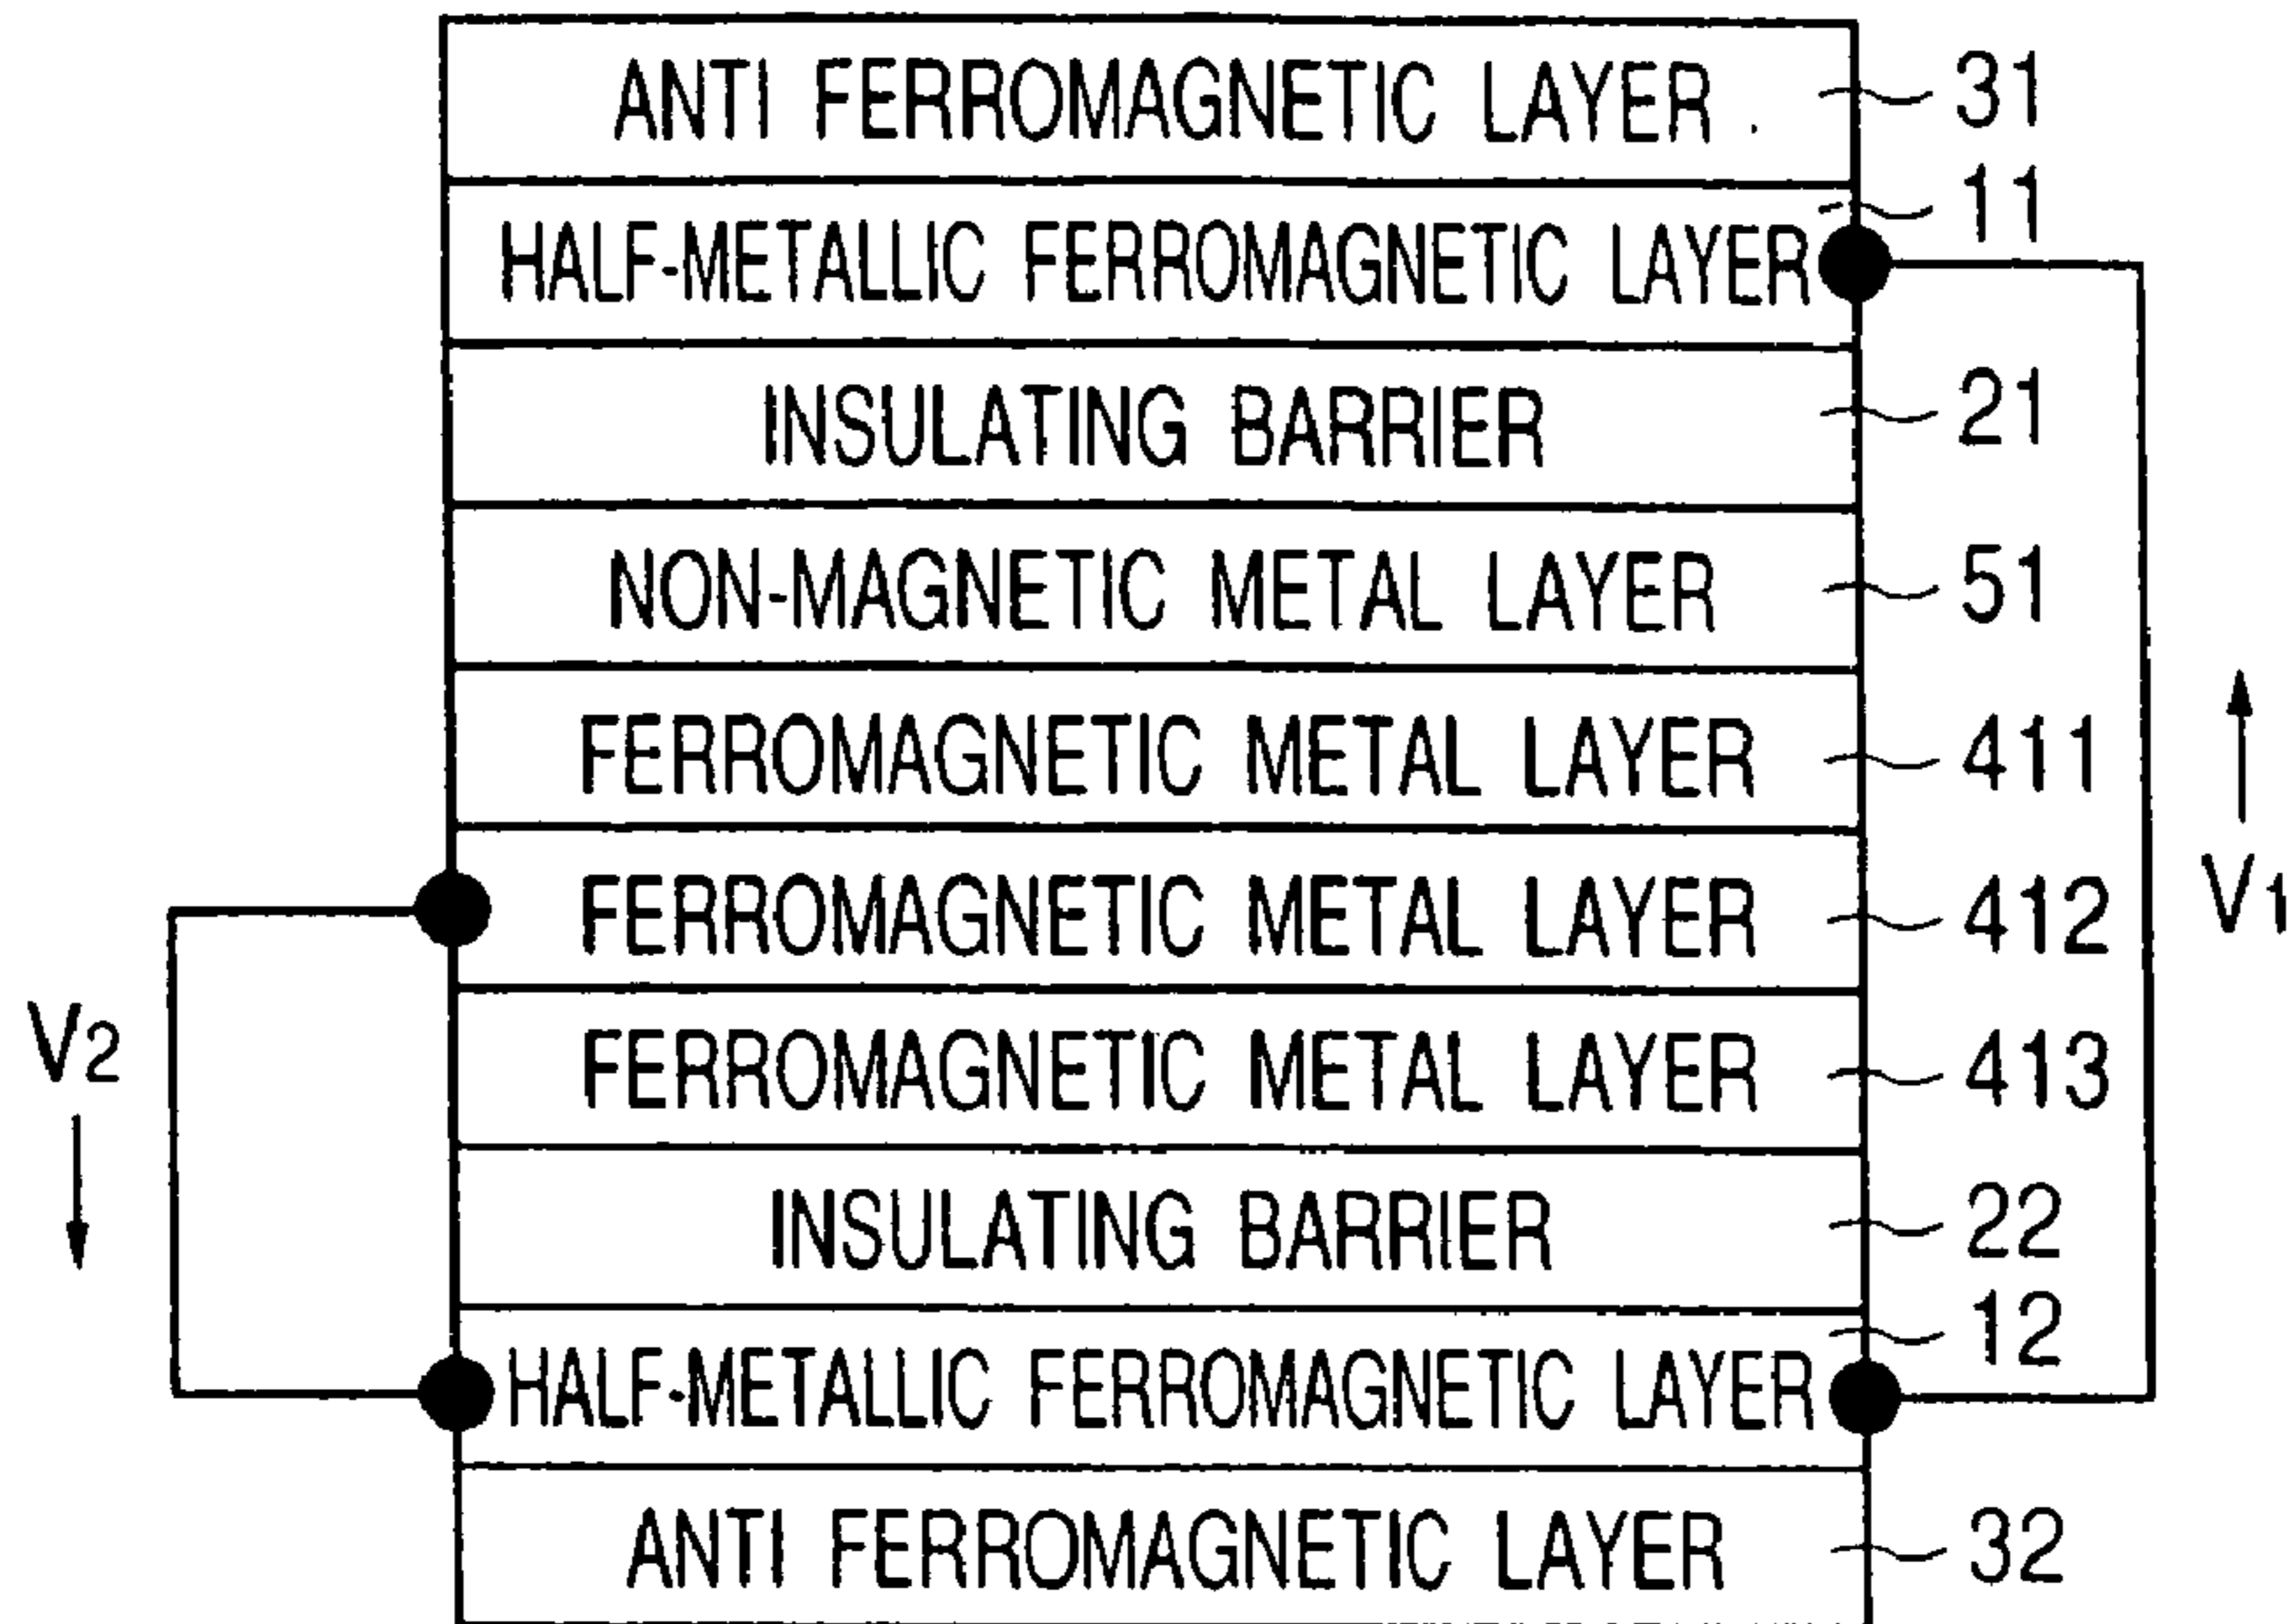 ANTI FERROMAGNETIC LAYER 31
HALF-METALLIC FERROMAGNETIC LAYER 11
INSULATING BARRIER 21
NON-MAGNETIC METAL LAYER 51
FERROMAGNETIC METAL LAYER 411
FERROMAGNETIC METAL LAYER 412
V1
FERROMAGNETIC METAL LAYER 413
V2
INSULATING BARRIER 22
HALF-METALLIC FERROMAGNETIC LAYER 12
ANTI FERROMAGNETIC LAYER 32